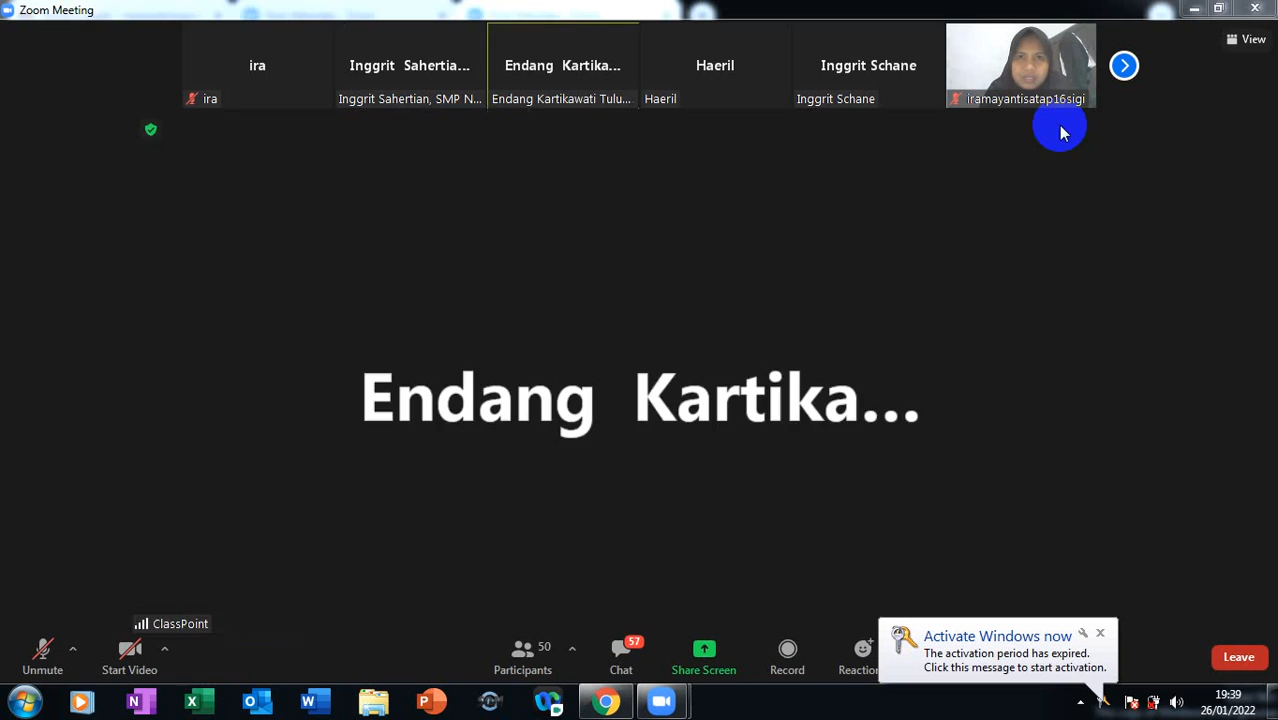 Zoom Meeting
View
ira
Inggrit Sahertia...
Endang Kartika...
Haeril
Inggrit Schane
ira
Inggrit Sahertian, SMP N...
Endang Kartikawati Tulu...
Haeril
Inggrit Schane
iramayantisatap16sigi
Endang Kartika...
ClassPoint
Unmute
Start Video
50
Participants
57
Chat
Share Screen
Record
Reaction
Leave
Activate Windows now
The activation period has expired.
Click this message to start activation.
19:39
26/01/2022